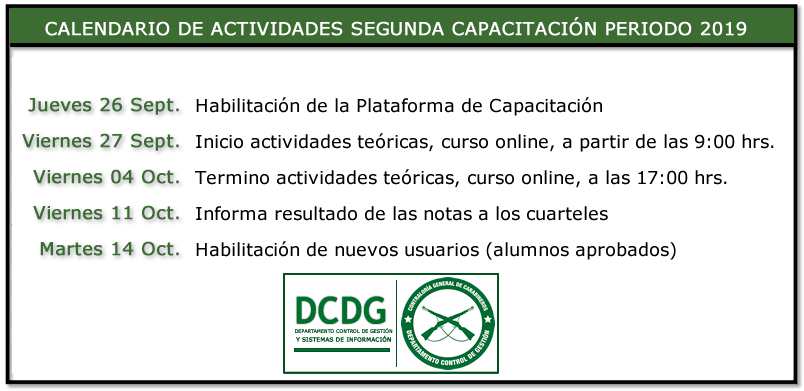 CALENDARIO DE ACTIVIDADES SEGUNDA CAPACITACIÓN PERIODO 2019
Jueves 26 Sept. Habilitación de la Plataforma de Capacitación
Viernes 27 Sept. Inicio actividades teóricas, curso online, a partir de las 9:00 hrs.
Viernes 04 Oct. Termino actividades teóricas, curso online, a las 17:00 hrs.
Viernes 11 Oct. Informa resultado de las notas a los cuarteles
Martes 14 Oct. Habilitación de nuevos usuarios (alumnos aprobados)
DCDG
DEPARTAMENTO CONTROL DE GESTIÓN
Y SISTEMAS DE INFORMACIÓN
CONTRALORÍA GENERAL DE CARABINEROS
DEPARTAMENTO CONTROL DE GESTIÓN